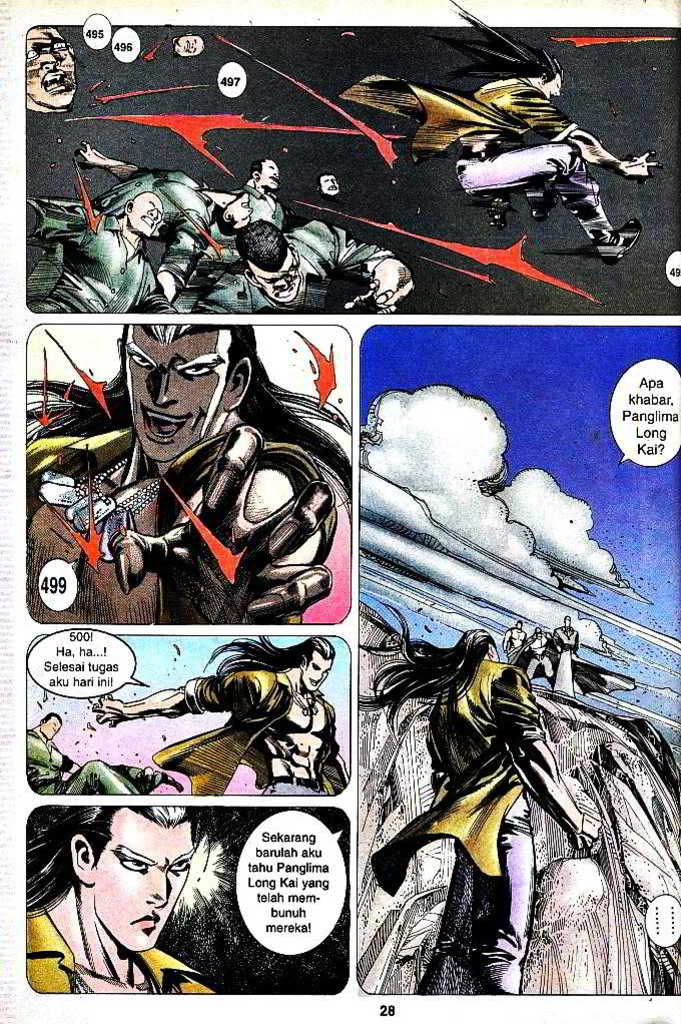 495
496
497
49
499
500!
Ha, ha...!
Selesai tugas
aku hari ini!
Sekarang
barulah aku
tahu Panglima
Long Kai yang
telah mem-
bunuh
mereka!
Apa
khabar,
Panglima
Long
Kai?
......
28